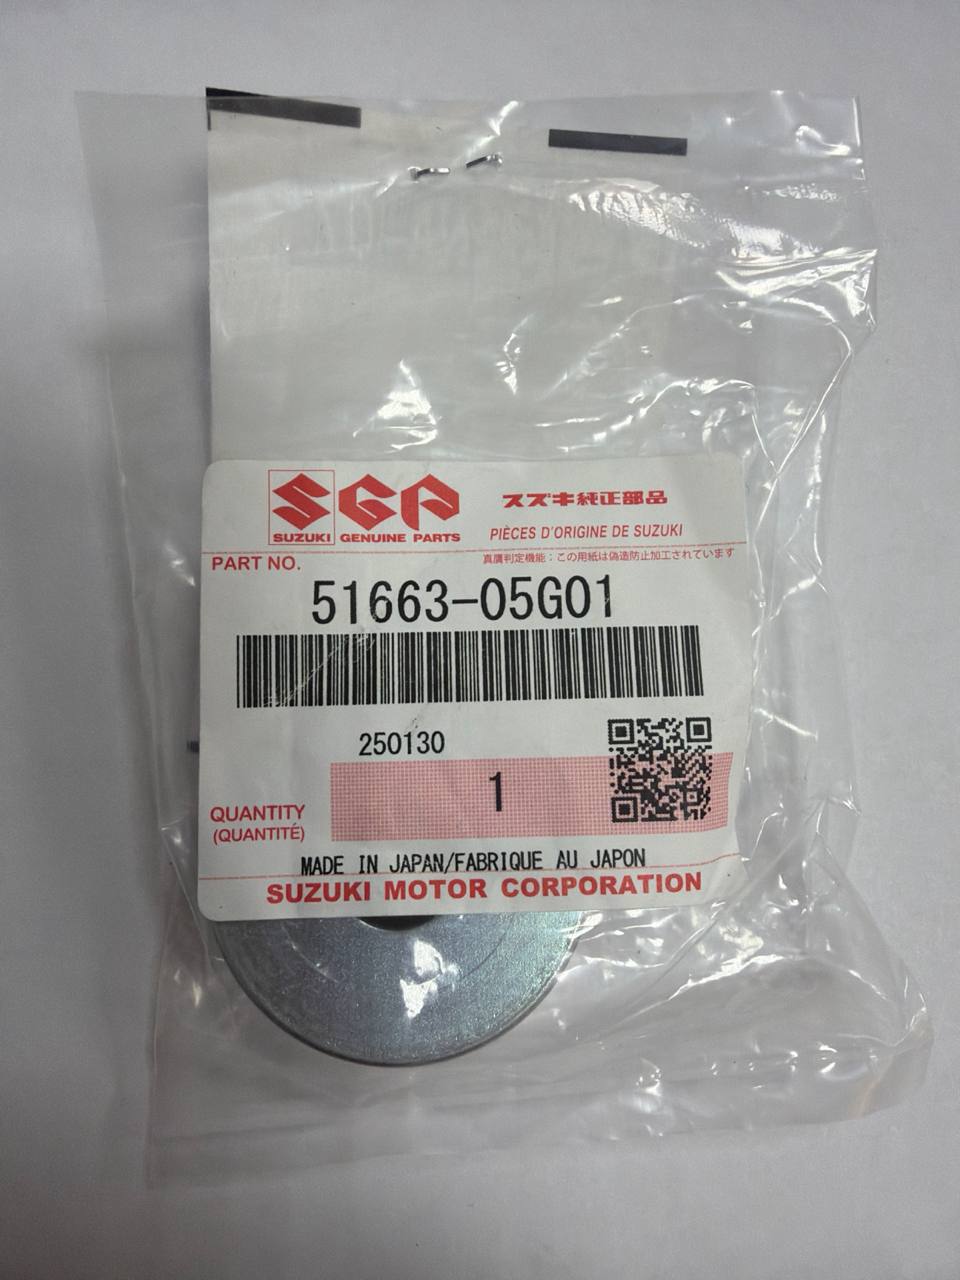 SGP
SUZUKI GENUINE PARTS
スズキ純正部品
PIÈCES D'ORIGINE DE SUZUKI
PART NO.
真贋判定機能:この用紙は偽造防止加工されています
51663-05G01
250130
1
QUANTITY
(QUANTITÉ)
MADE IN JAPAN/FABRIQUE AU JAPON
SUZUKI MOTOR CORPORATION